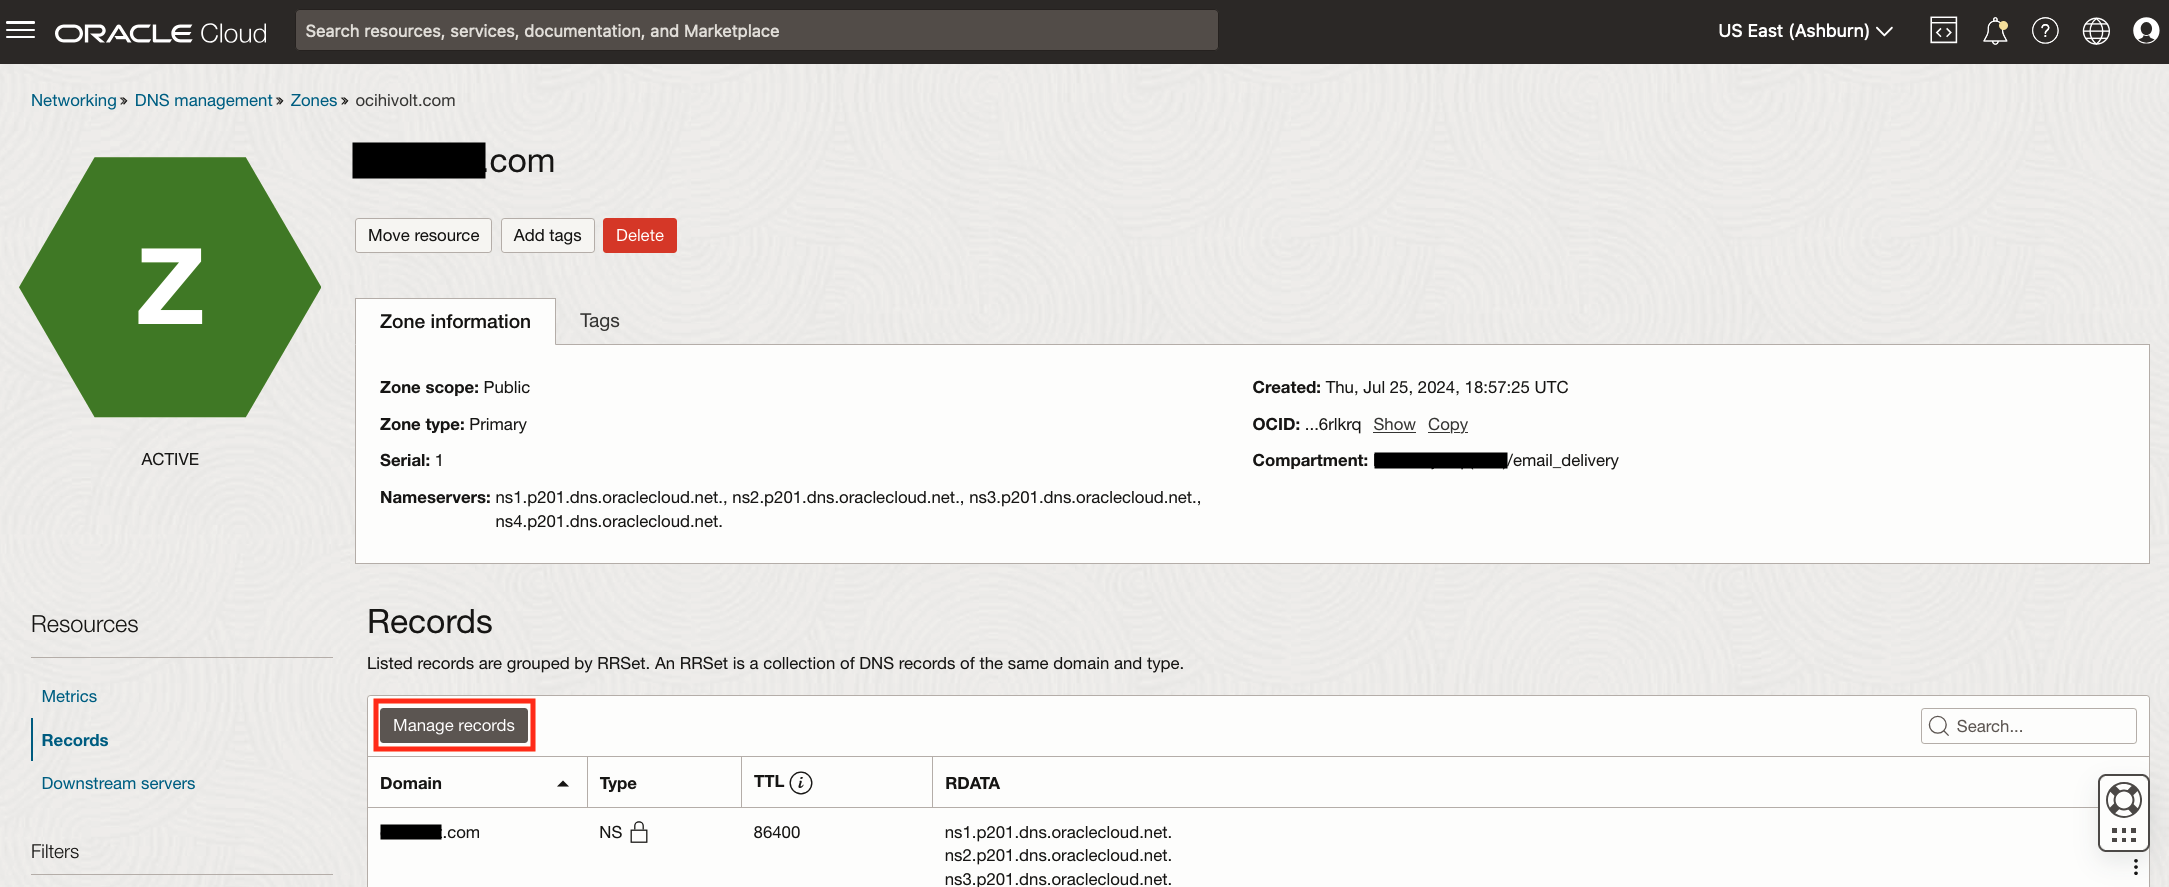 ORACLE Cloud
Search resources, services, documentation, and Marketplace
US East (Ashburn)
Networking » DNS management » Zones » ocihivolt.com
.com
Move resource
Add tags
Delete
Z
ACTIVE
Zone information
Tags
Zone scope: Public
Zone type: Primary
Serial: 1
Nameservers: ns1.p201.dns.oraclecloud.net., ns2.p201.dns.oraclecloud.net., ns3.p201.dns.oraclecloud.net.,
ns4.p201.dns.oraclecloud.net.
Created: Thu, Jul 25, 2024, 18:57:25 UTC
OCID: ...6rlkrq Show Copy
Compartment: /email_delivery
Resources
Metrics
Records
Downstream servers
Filters
Records
Listed records are grouped by RRSet. An RRSet is a collection of DNS records of the same domain and type.
Manage records
Search...
Domain
Type
TTL i
RDATA
.com
NS
86400
ns1.p201.dns.oraclecloud.net.
ns2.p201.dns.oraclecloud.net.
ns3.p201.dns.oraclecloud.net.